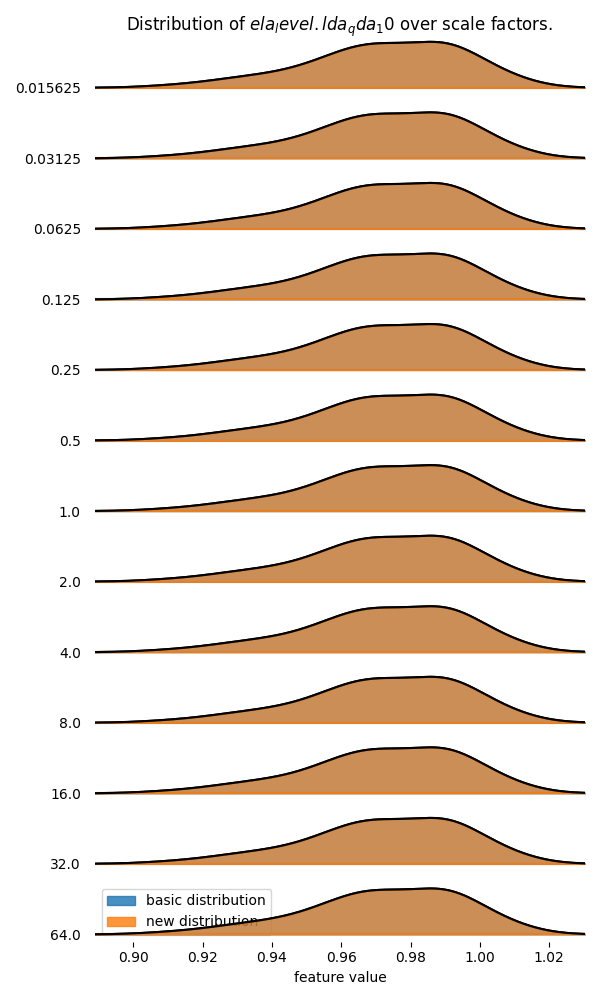 Distribution of elaₗevel.ldaqda₁0 over scale factors.
0.015625
0.03125
0.0625
0.125
0.25
0.5
1.0
2.0
4.0
8.0
16.0
32.0
64.0
basic distribution
new distribution
0.90 0.92 0.94 0.96 0.98 1.00 1.02
feature value